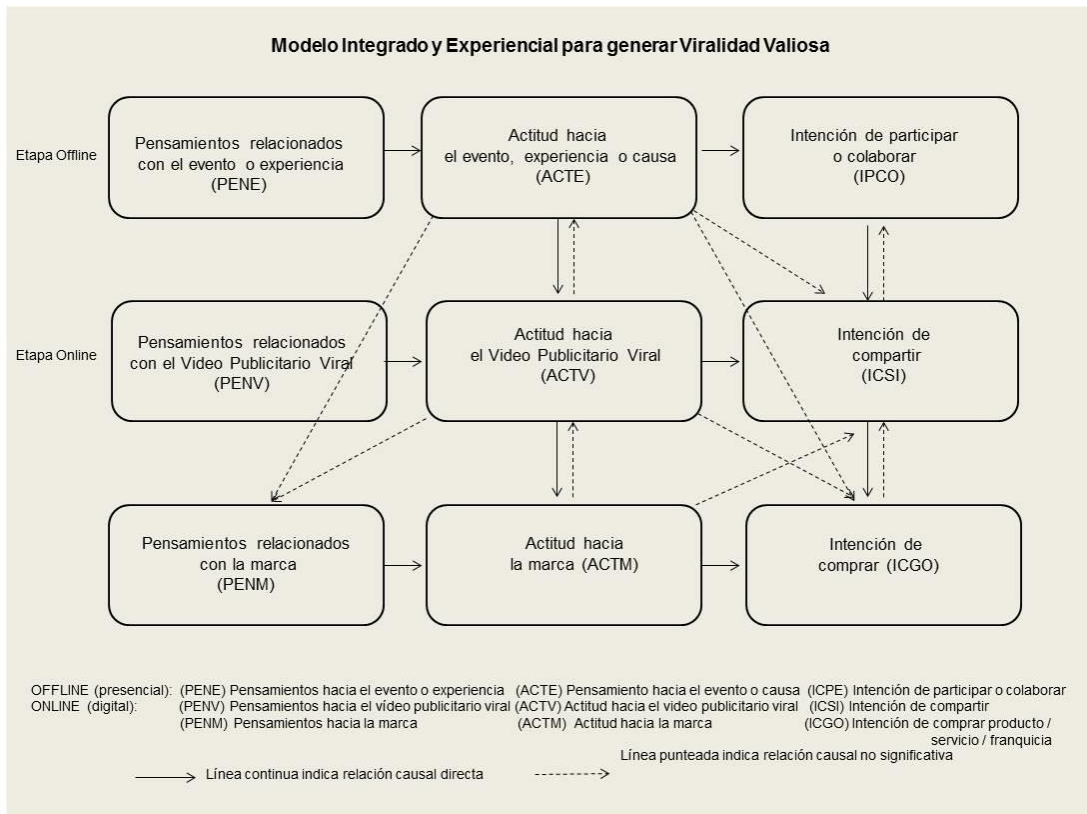 Modelo Integrado y Experiencial para generar Viralidad Valiosa
Etapa Offline
Pensamientos relacionados
con el evento o experiencia
(PENE)
Actitud hacia
el evento, experiencia o causa
(ACTE)
Intención de participar
o colaborar
(IPCO)
Etapa Online
Pensamientos relacionados
con el Video Publicitario Viral
(PENV)
Actitud hacia
el Video Publicitario Viral
(ACTV)
Intención de
compartir
(ICSI)
Pensamientos relacionados
con la marca
(PENM)
Actitud hacia
la marca (ACTM)
Intención de
comprar (ICGO)
OFFLINE (presencial): (PENE) Pensamientos hacia el evento o experiencia (ACTE) Pensamiento hacia el evento o causa (ICPE) Intención de participar o colaborar
ONLINE (digital): (PENV) Pensamientos hacia el vídeo publicitario viral (ACTV) Actitud hacia el video publicitario viral (ICSI) Intención de compartir
(PENM) Pensamientos hacia la marca (ACTM) Actitud hacia la marca (ICGO) Intención de comprar producto /
servicio / franquicia
Línea punteada indica relación causal no significativa
Línea continua indica relación causal directa